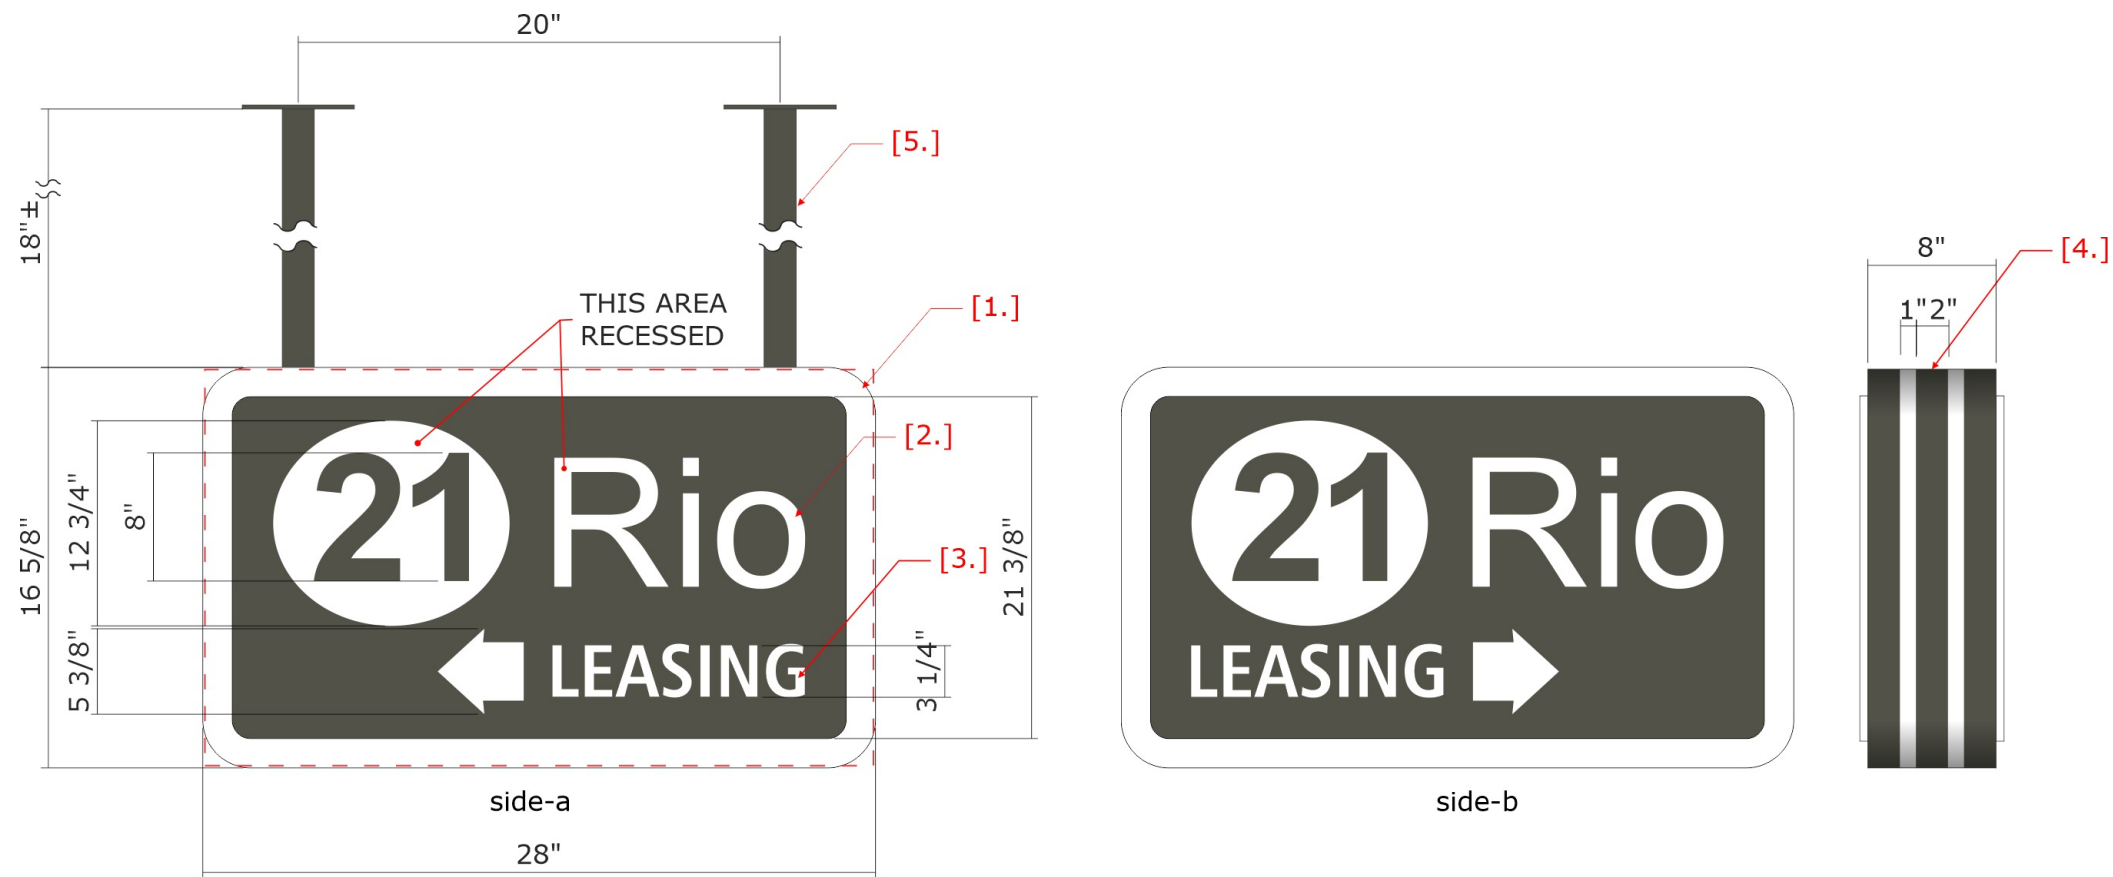 20"
[5.]
18"±
8"
[4.]
1"2"
THIS AREA
RECESSED
[1.]
[2.]
[3.]
12 3/4"
8"
16 5/8"
5 3/8"
21 3/8"
3 1/4"
21 Rio
LEASING
21 Rio
LEASING
side-a
side-b
28"